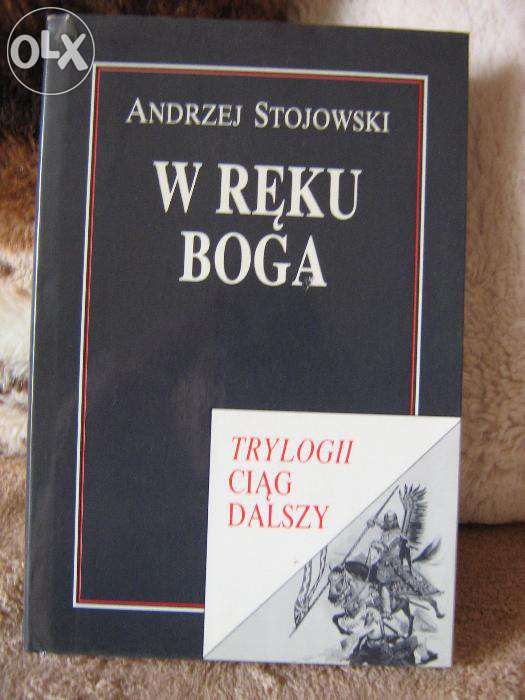 OLX
ANDRZEJ STOJOWSKI
W RĘKU
BOGA
TRYLOGII
CIĄG
DALSZY